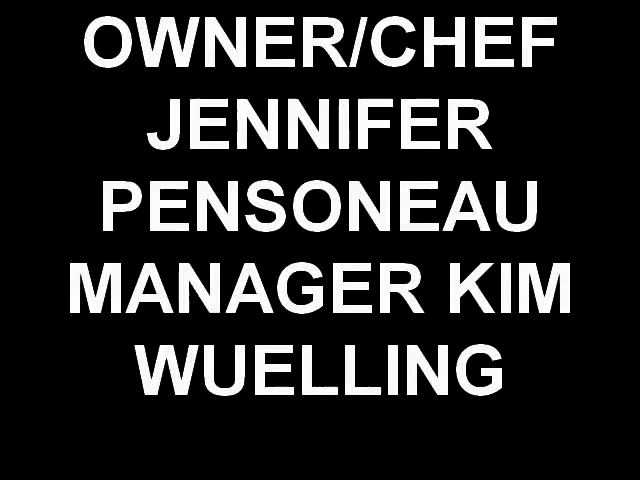 OWNER/CHEF
JENNIFER
PENSONEAU
MANAGER KIM
WUELLING